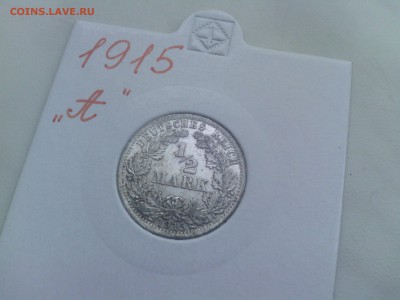 COINS.LAVE.RU
1915
„A"
DEUTSCHES REICH
1/2
MARK